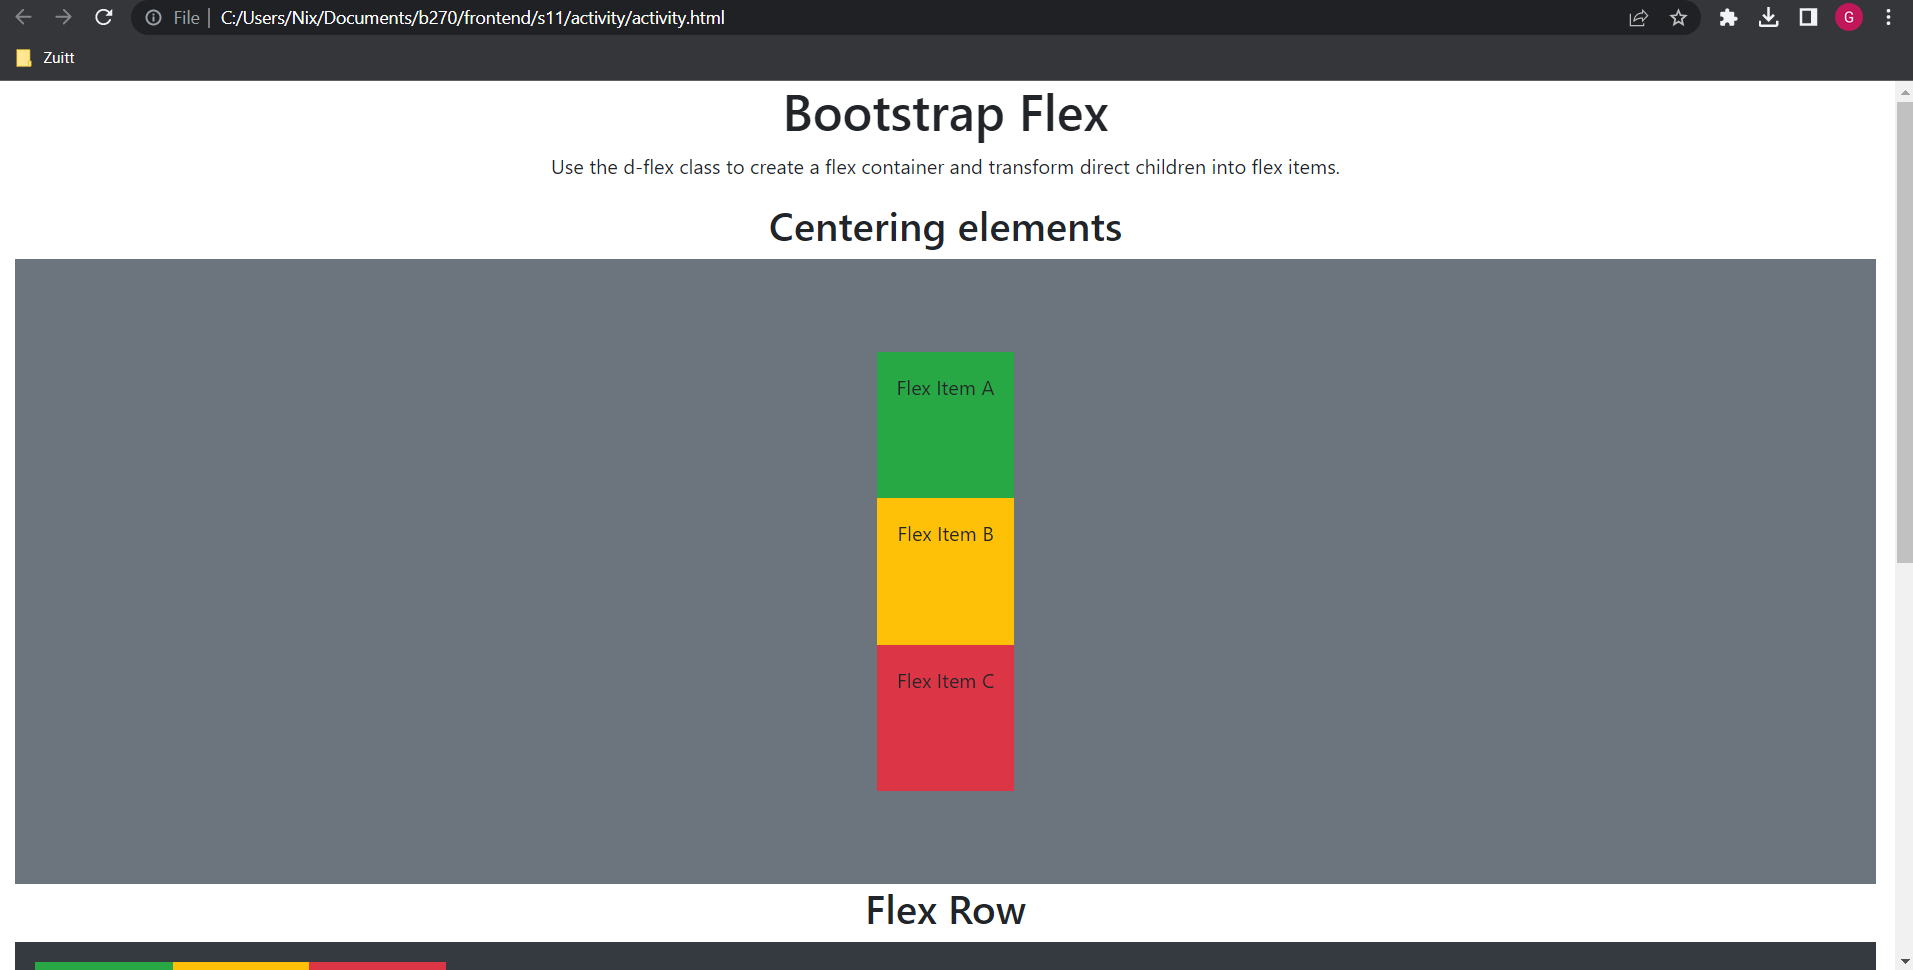 File
C:/Users/Nix/Documents/b270/frontend/s11/activity/activity.html
G
Zuitt
Bootstrap Flex
Use the d-flex class to create a flex container and transform direct children into flex items.
Centering elements
Flex Item A
Flex Item B
Flex Item C
Flex Row